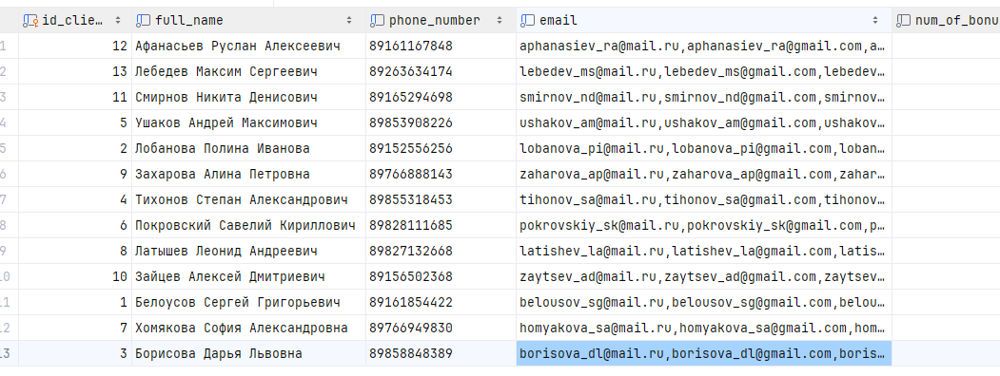 id_clie… full_name phone_number email num_of_bonu
1 12 Афанасьев Руслан Алексеевич 89161167848 aphanasiev_ra@mail.ru,aphanasiev_ra@gmail.com,a…
2 13 Лебедев Максим Сергеевич 89263634174 lebedev_ms@mail.ru,lebedev_ms@gmail.com,lebedev…
3 11 Смирнов Никита Денисович 89165294698 smirnov_nd@mail.ru,smirnov_nd@gmail.com,smirnov…
4 5 Ушаков Андрей Максимович 89853908226 ushakov_am@mail.ru,ushakov_am@gmail.com,ushakov…
5 2 Лобанова Полина Иванова 89152556256 lobanova_pi@mail.ru,lobanova_pi@gmail.com,loban…
6 9 Захарова Алина Петровна 89766888143 zaharova_ap@mail.ru,zaharova_ap@gmail.com,zahar…
7 4 Тихонов Степан Александрович 89855318453 tihonov_sa@mail.ru,tihonov_sa@gmail.com,tihonov…
8 6 Покровский Савелий Кириллович 89828111685 pokrovskiy_sk@mail.ru,pokrovskiy_sk@gmail.com,p…
9 8 Латышев Леонид Андреевич 89827132668 latishev_la@mail.ru,latishev_la@gmail.com,latis…
10 10 Зайцев Алексей Дмитриевич 89156502368 zaytsev_ad@mail.ru,zaytsev_ad@gmail.com,zaytsev…
11 1 Белоусов Сергей Григорьевич 89161854422 belousov_sg@mail.ru,belousov_sg@gmail.com,belou…
12 7 Хомякова София Александровна 89766949830 homyakova_sa@mail.ru,homyakova_sa@gmail.com,hom…
13 3 Борисова Дарья Львовна 89858848389 borisova_dl@mail.ru,borisova_dl@gmail.com,boris…